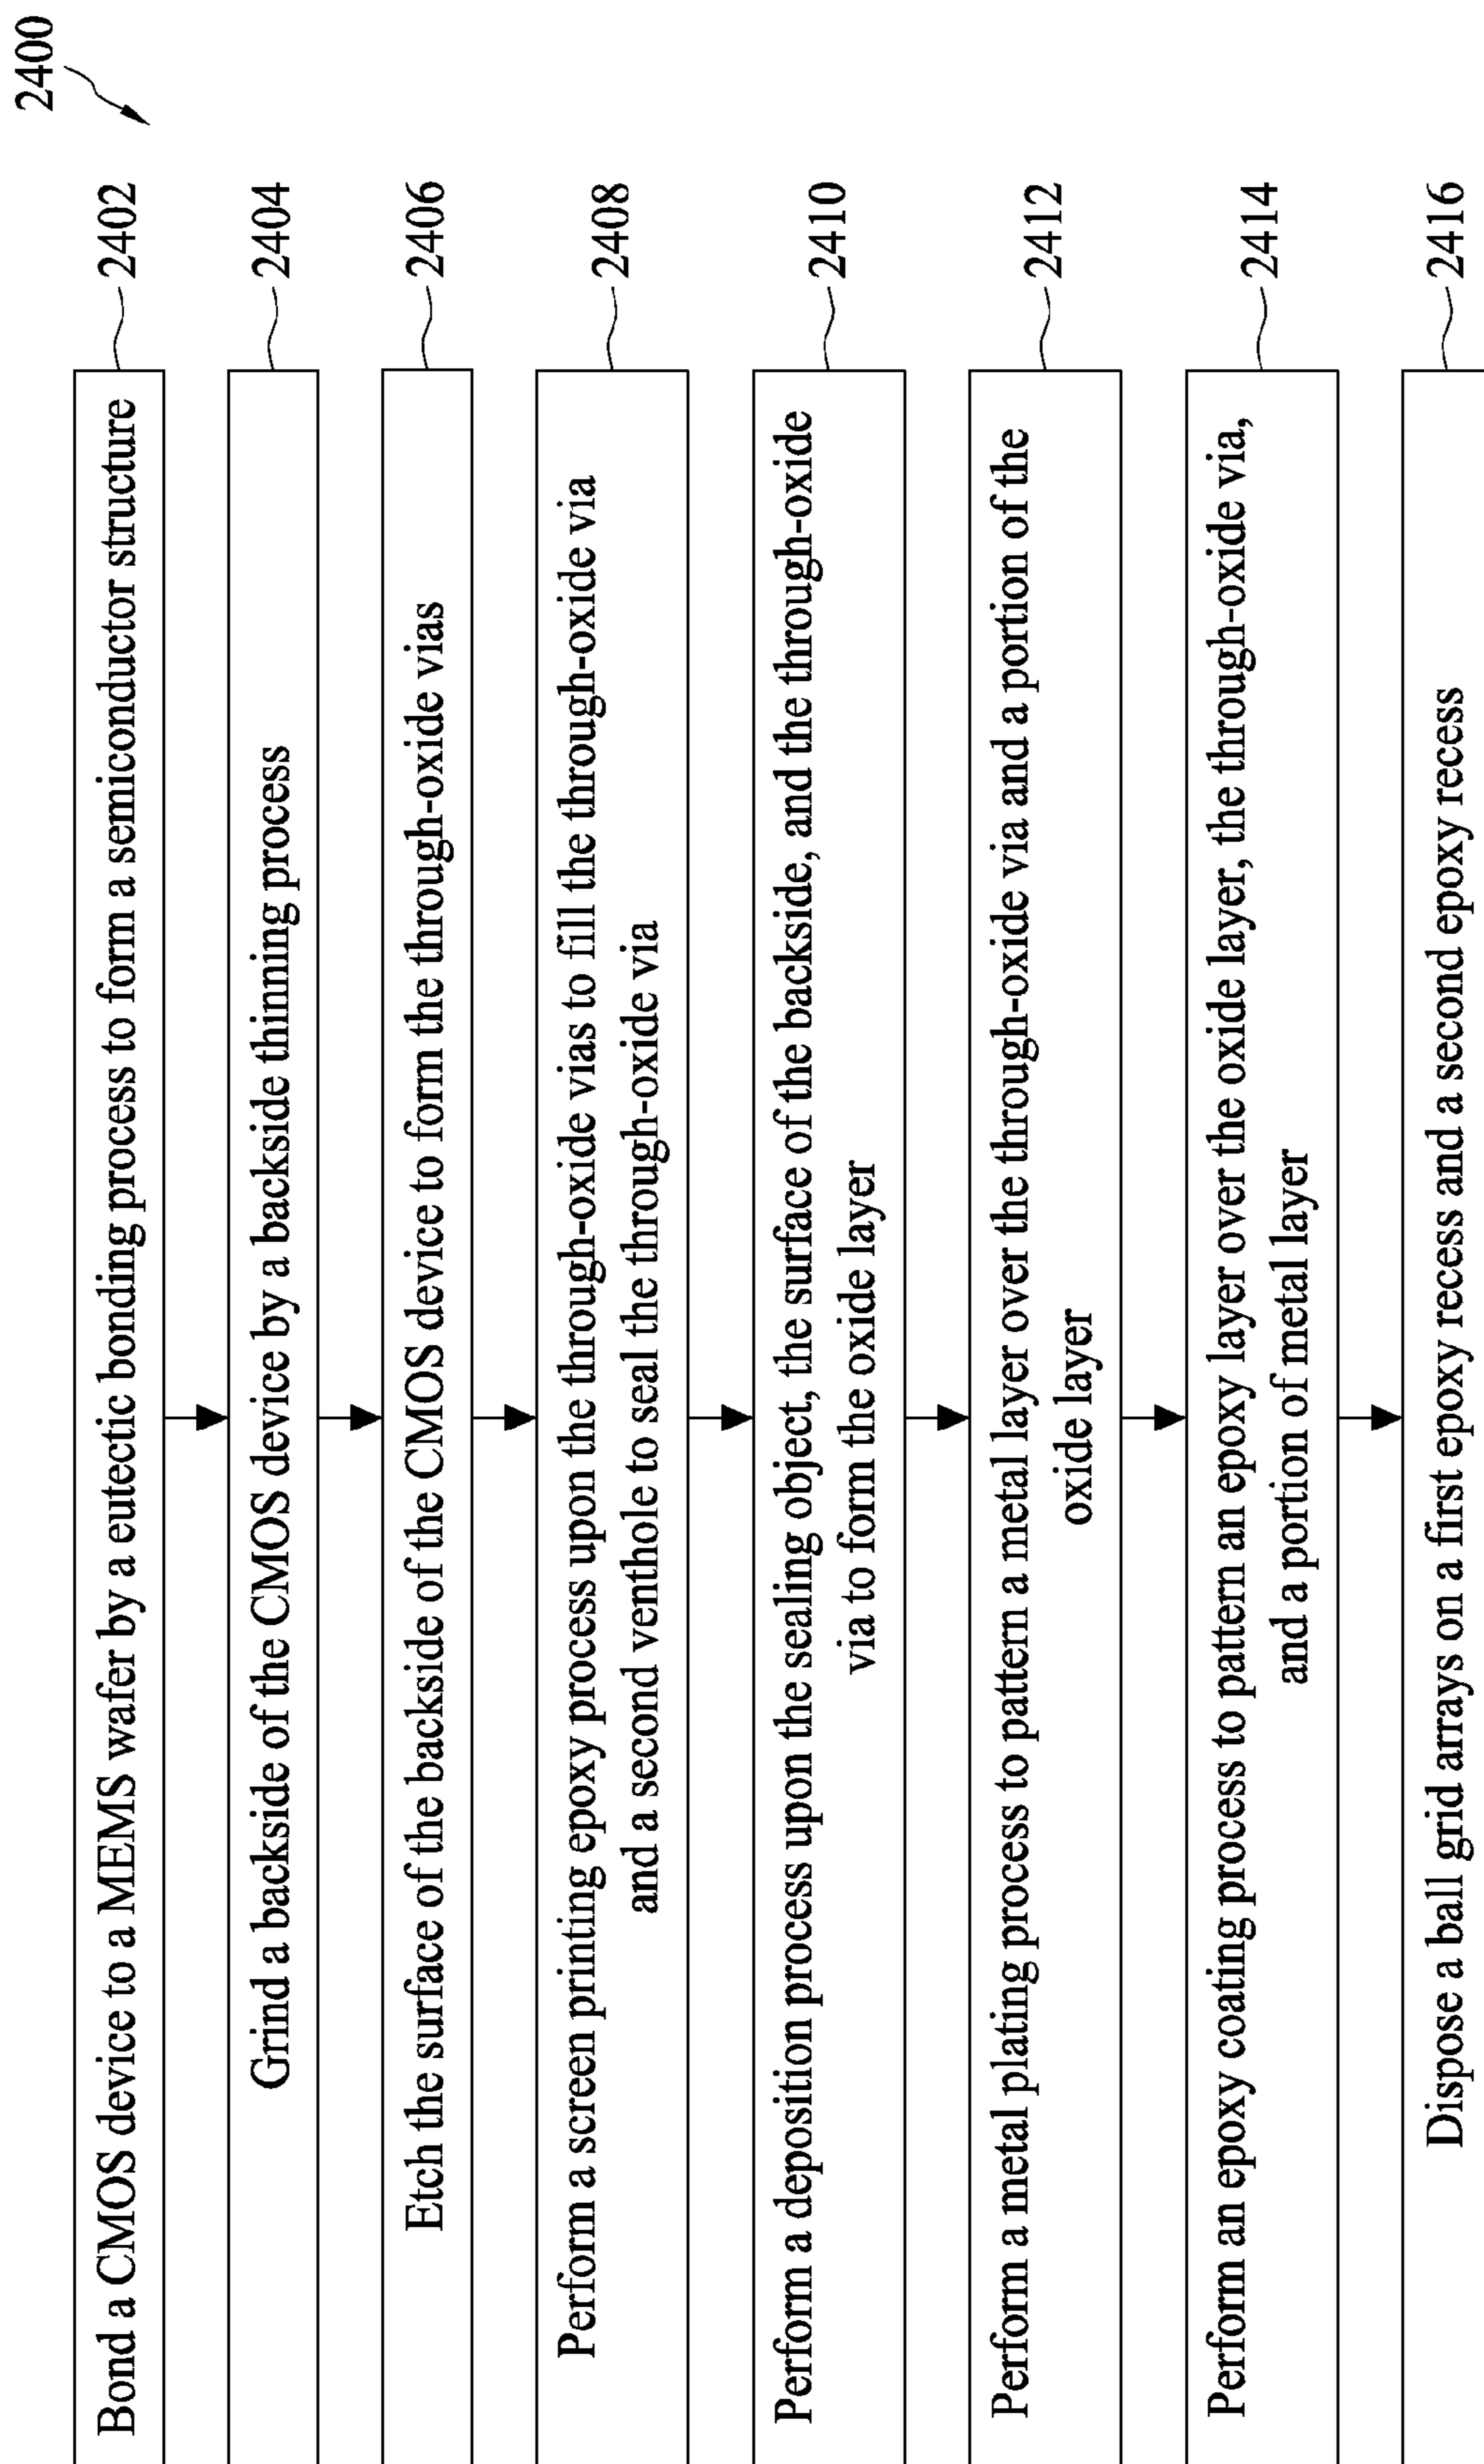 2400
Bond a CMOS device to a MEMS wafer by a eutectic bonding process to form a semiconductor structure
2402
Grind a backside of the CMOS device by a backside thinning process
2404
Etch the surface of the backside of the CMOS device to form the through-oxide vias
2406
Perform a screen printing epoxy process upon the through-oxide vias to fill the through-oxide via
and a second venthole to seal the through-oxide via
2408
Perform a deposition process upon the sealing object, the surface of the backside, and the through-oxide
via to form the oxide layer
2410
Perform a metal plating process to pattern a metal layer over the through-oxide via and a portion of the
oxide layer
2412
Perform an epoxy coating process to pattern an epoxy layer over the oxide layer, the through-oxide via,
and a portion of metal layer
2414
Dispose a ball grid arrays on a first epoxy recess and a second epoxy recess
2416